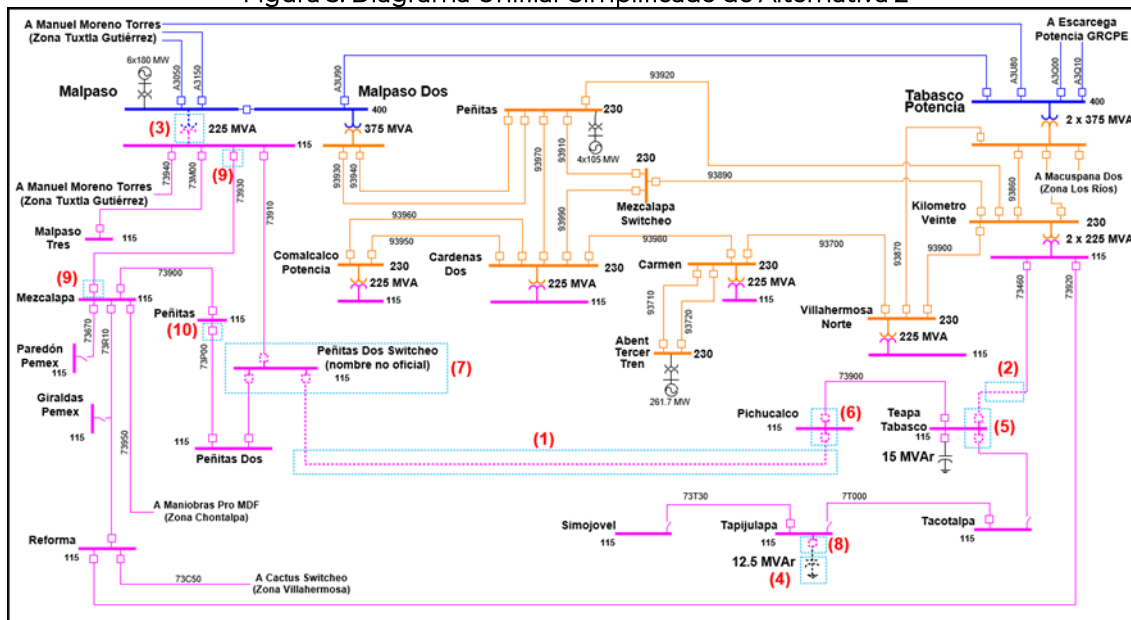 Figura 3. Diagrama Unifilar Simplificado de Alternativa 2
A Manuel Moreno Torres
(Zona Tuxtla Gutiérrez)
A Escarcega
Potencia GRCPE
6x180 MW
A3050
A3150
A3U90
93920
A3U80
A3Q00
A3Q10
Malpaso
Malpaso Dos
400
Peñitas
230
Tabasco
Potencia
400
(3)
225 MVA
375 MVA
2 x 375 MVA
4x105 MW
115
73940
73M00
(9)
73930
73910
93930
93940
93970
93910
230
93890
93860
A Macuspana Dos
(Zona Los Ríos)
A Manuel Moreno Torres
(Zona Tuxtla Gutiérrez)
Mezcalapa
Switcheo
Kilometro
Veinte
230
Malpaso
Tres
115
93960
93950
93990
93980
93700
93870
93900
2 x 225 MVA
115
Comalcalco
Potencia
230
225 MVA
115
Cardenas
Dos
230
225 MVA
115
Carmen
230
225 MVA
115
73460
73920
(9)
73900
Mezcalapa
115
Peñitas
115
(10)
93710
93720
Villahermosa
Norte
230
225 MVA
115
73670
73R10
73P00
Peñitas Dos Switcheo
(nombre no oficial)
115
(7)
Abent
Tercer
Tren
230
261.7 MW
Paredón
Pemex
115
(2)
73900
(6)
Pichucalco
115
Teapa
Tabasco
115
(5)
15 MVAr
Giraldas
Pemex
115
73950
115
Peñitas Dos
(1)
A Maniobras Pro MDF
(Zona Chontalpa)
73T30
7T000
Simojovel
115
Tapijulapa
115
Tacotalpa
115
(8)
12.5 MVAr
(4)
Reforma
115
73C50
A Cactus Switcheo
(Zona Villahermosa)